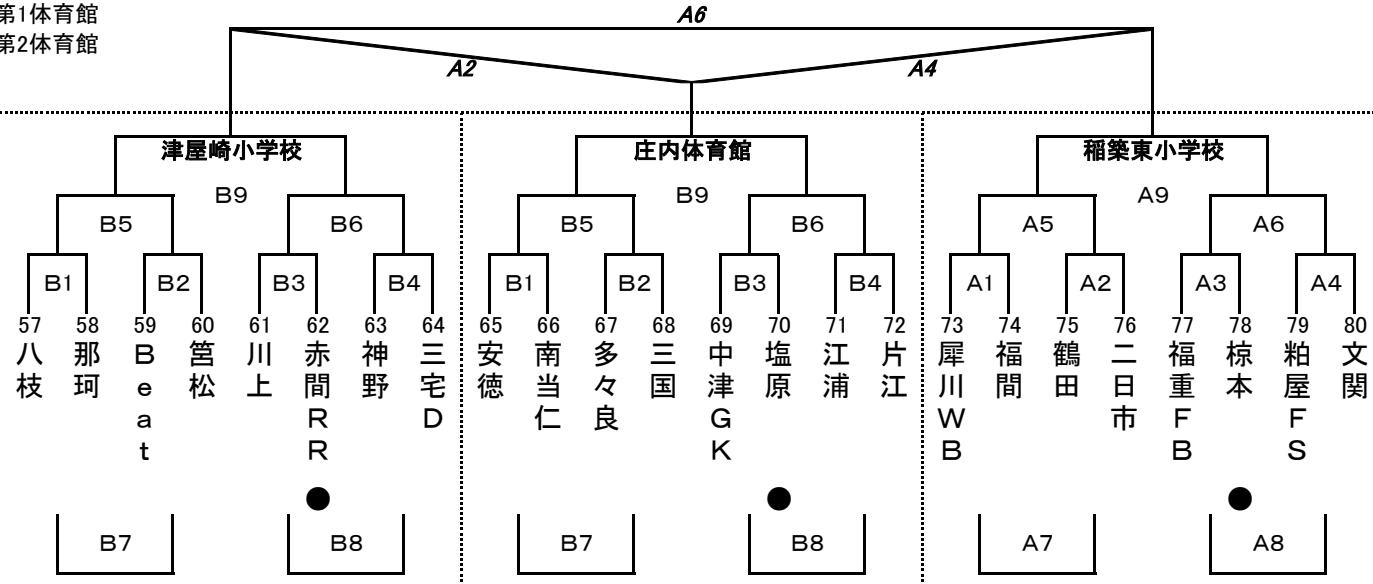 第1体育館
第2体育館
A6
A2
A4
津屋崎小学校
庄内体育館
稲築東小学校
B9
B9
A9
B5
B6
B5
B6
A5
A6
B1
B2
B3
B4
B1
B2
B3
B4
A1
A2
A3
A4
57 58 59 60 61 62 63 64 65 66 67 68 69 70 71 72 73 74 75 76 77 78 79 80
八枝
那珂
Beat
筥松
川上
赤間RR
神野
三宅D
安徳
南当仁
多々良
三国
中津GK
塩原
江浦
片江
犀川WB
福間
鶴田
二日市
福重FB
椋本
粕屋FS
文関
B7
B8
B7
B8
A7
A8